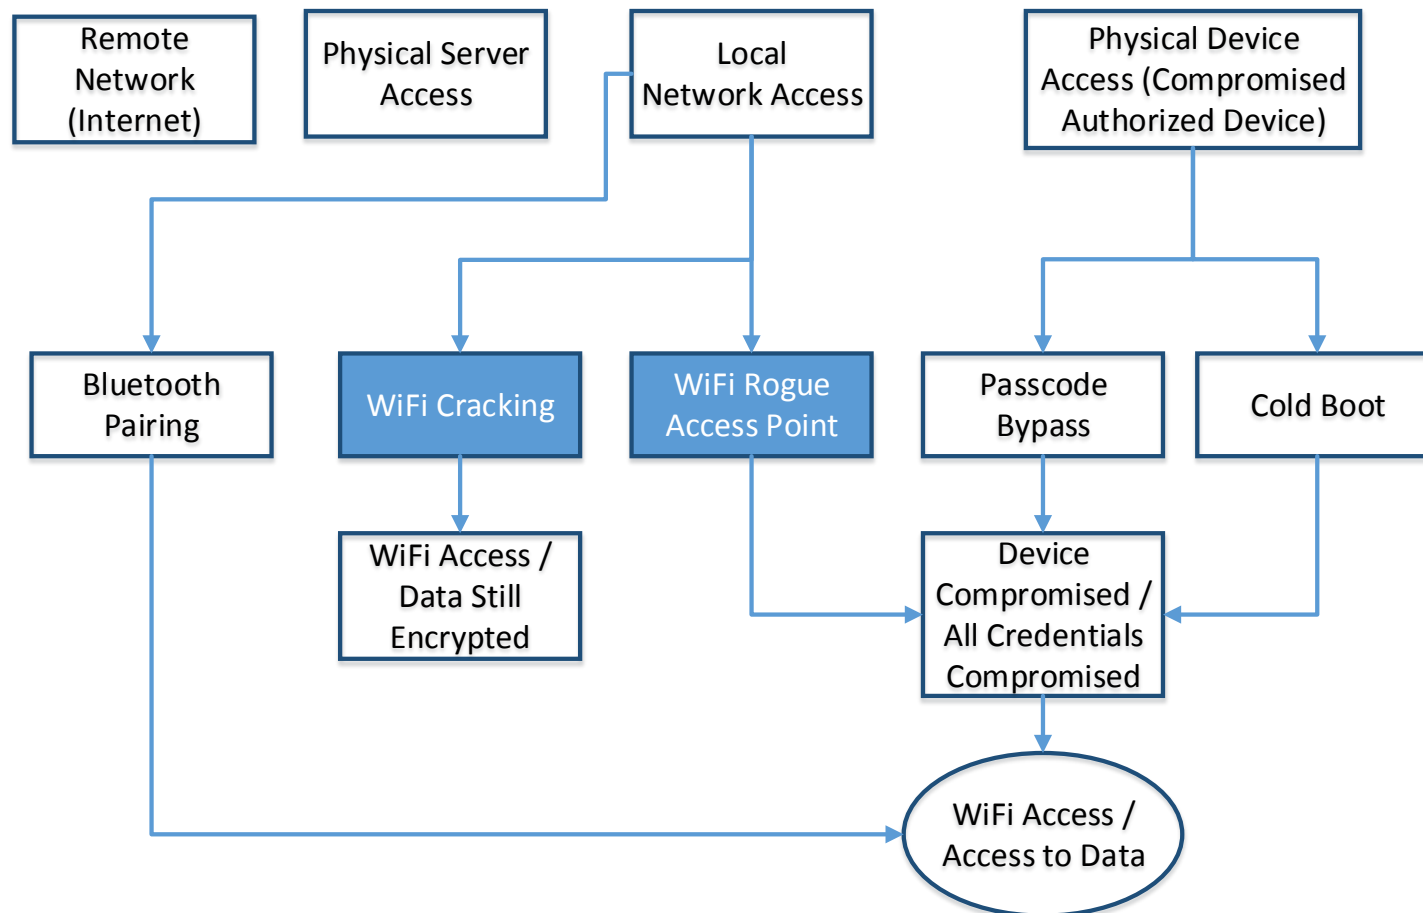 Remote
Network
(Internet)
Physical Server
Access
Local
Network Access
Physical Device
Access (Compromised
Authorized Device)
Bluetooth
Pairing
WiFi Cracking
WiFi Rogue
Access Point
Passcode
Bypass
Cold Boot
WiFi Access /
Data Still
Encrypted
Device
Compromised /
All Credentials
Compromised
WiFi Access /
Access to Data